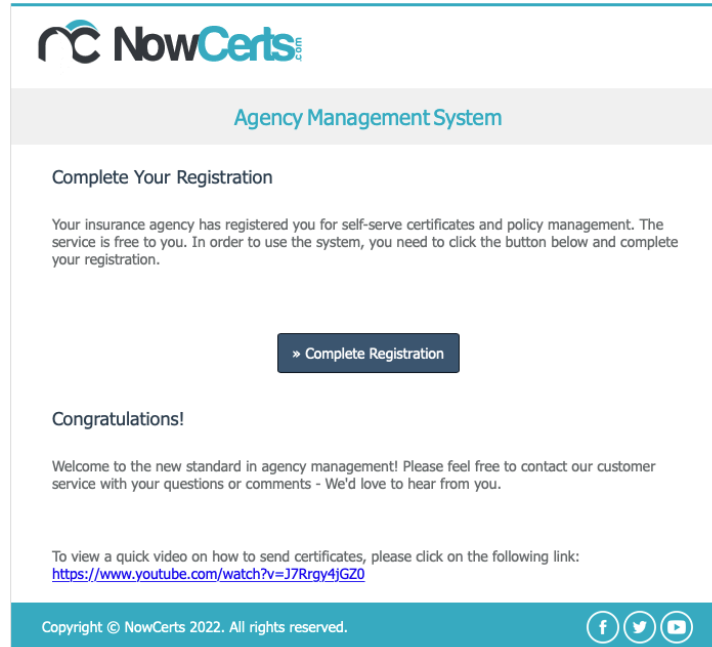 NowCerts.com
Agency Management System
Complete Your Registration
Your insurance agency has registered you for self-serve certificates and policy management. The
service is free to you. In order to use the system, you need to click the button below and complete
your registration.
» Complete Registration
Congratulations!
Welcome to the new standard in agency management! Please feel free to contact our customer
service with your questions or comments - We'd love to hear from you.
To view a quick video on how to send certificates, please click on the following link:
https://www.youtube.com/watch?v=J7Rrgy4jGZ0
Copyright © NowCerts 2022. All rights reserved.